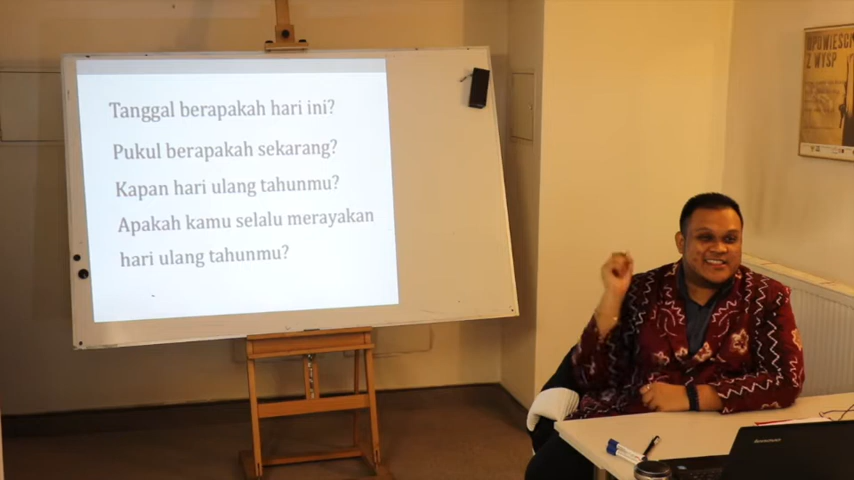 Tanggal berapakah hari ini?
Pukul berapakah sekarang?
Kapan hari ulang tahunmu?
Apakah kamu selalu merayakan
hari ulang tahunmu?
OPOWIEŚCI
Z WYSP
Lenovo